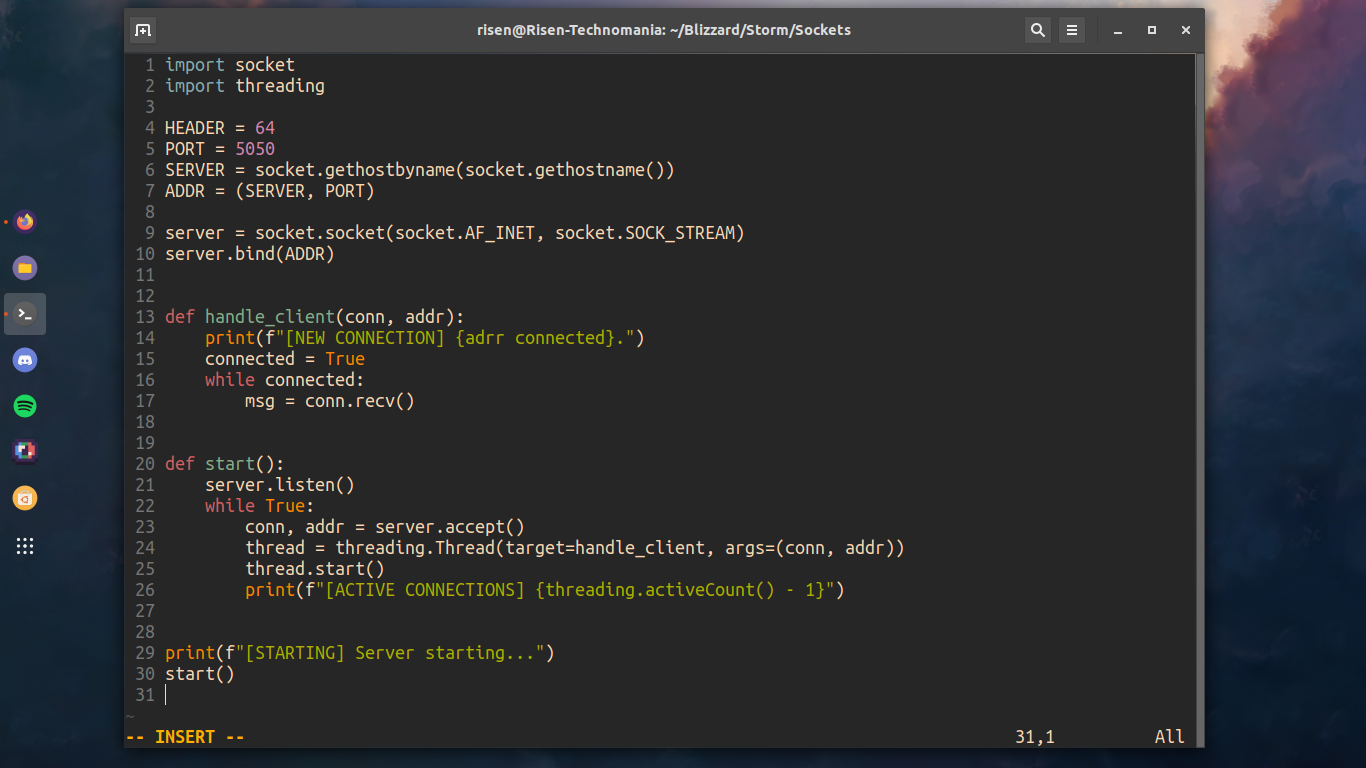 risen@Risen-Technomania: ~/Blizzard/Storm/Sockets
1 import socket
2 import threading
3
4 HEADER = 64
5 PORT = 5050
6 SERVER = socket.gethostbyname(socket.gethostname())
7 ADDR = (SERVER, PORT)
8
9 server = socket.socket(socket.AF_INET, socket.SOCK_STREAM)
10 server.bind(ADDR)
11
12
13 def handle_client(conn, addr):
14     print(f"[NEW CONNECTION] {adrr connected}.")
15     connected = True
16     while connected:
17         msg = conn.recv()
18
19
20 def start():
21     server.listen()
22     while True:
23         conn, addr = server.accept()
24         thread = threading.Thread(target=handle_client, args=(conn, addr))
25         thread.start()
26         print(f"[ACTIVE CONNECTIONS] {threading.activeCount() - 1}")
27
28
29 print(f"[STARTING] Server starting...")
30 start()
31
~
-- INSERT -- 31,1 All